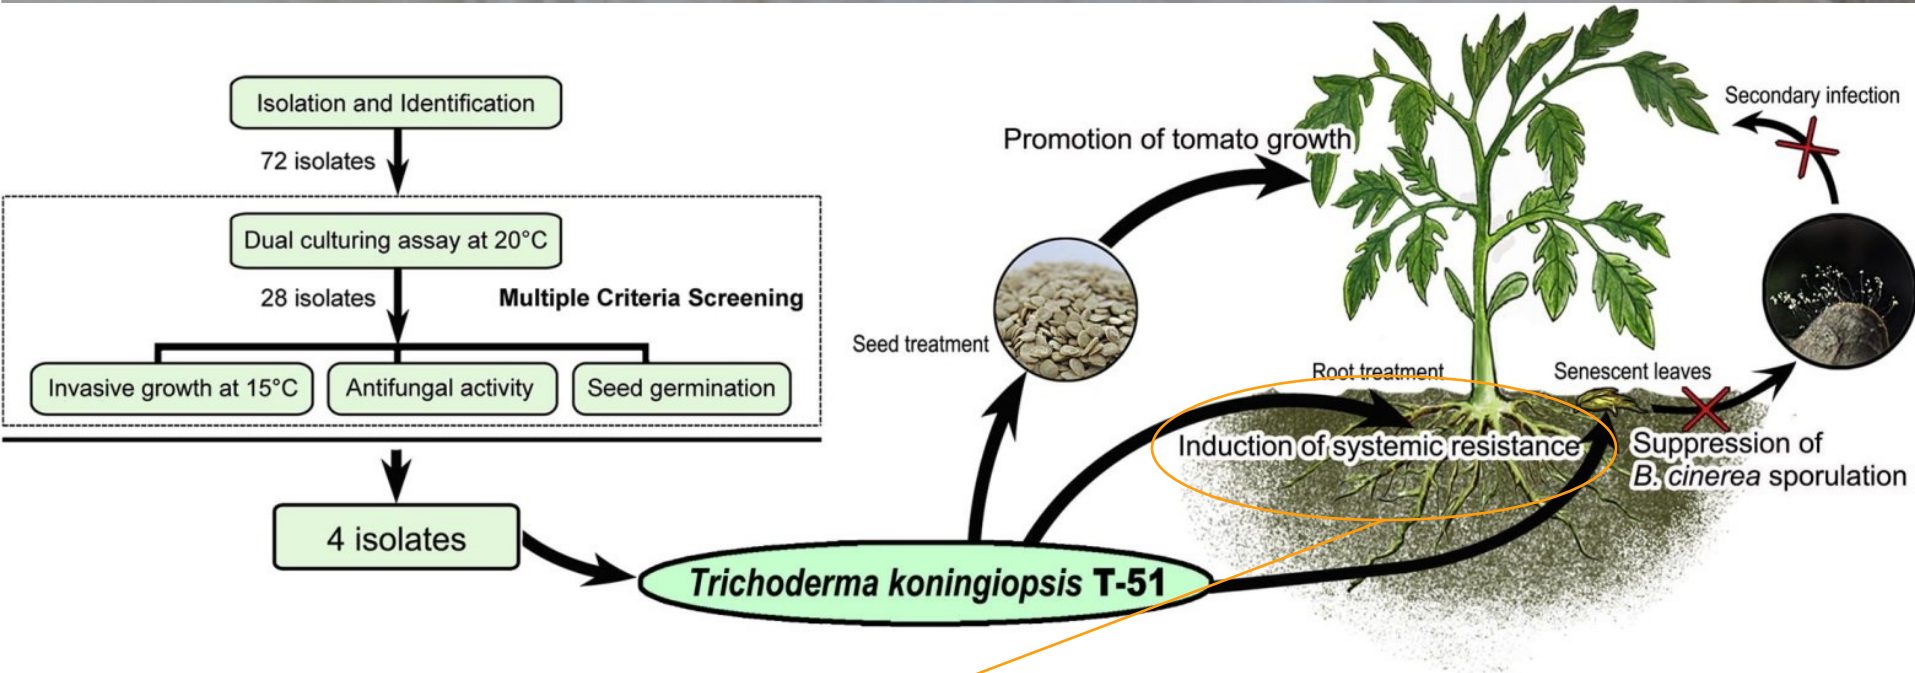 Isolation and Identification
72 isolates
Dual culturing assay at 20°C
28 isolates
Multiple Criteria Screening
Invasive growth at 15°C
Antifungal activity
Seed germination
4 isolates
Trichoderma koningiopsis T-51
Seed treatment
Promotion of tomato growth
Root treatment
Induction of systemic resistance
Senescent leaves
Suppression of
B. cinerea sporulation
Secondary infection